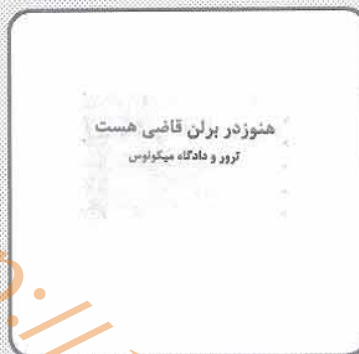 هنوزدر برلن قاضی هست
ترور و دادگاه میکونوس